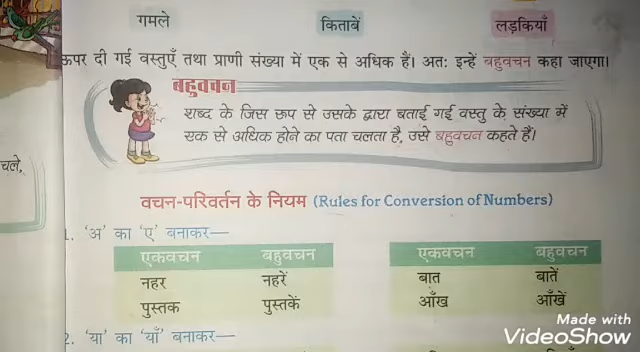 गमले किताबें लड़कियाँ
ऊपर दी गई वस्तुएँ तथा प्राणी संख्या में एक से अधिक हैं। अतः इन्हें बहुवचन कहा जाएगा।
बहुवचन
शब्द के जिस रूप से उसके द्वारा बताई गई वस्तु के संख्या में
एक से अधिक होने का पता चलता है, उसे बहुवचन कहते हैं।
चले,
वचन-परिवर्तन के नियम (Rules for Conversion of Numbers)
1. ‘अ’ का ‘ए’ बनाकर—
एकवचन बहुवचन एकवचन बहुवचन
नहर नहरें बात बातें
पुस्तक पुस्तकें आँख आँखें
2. ‘या’ का ‘याँ’ बनाकर—
Made with
VideoShow